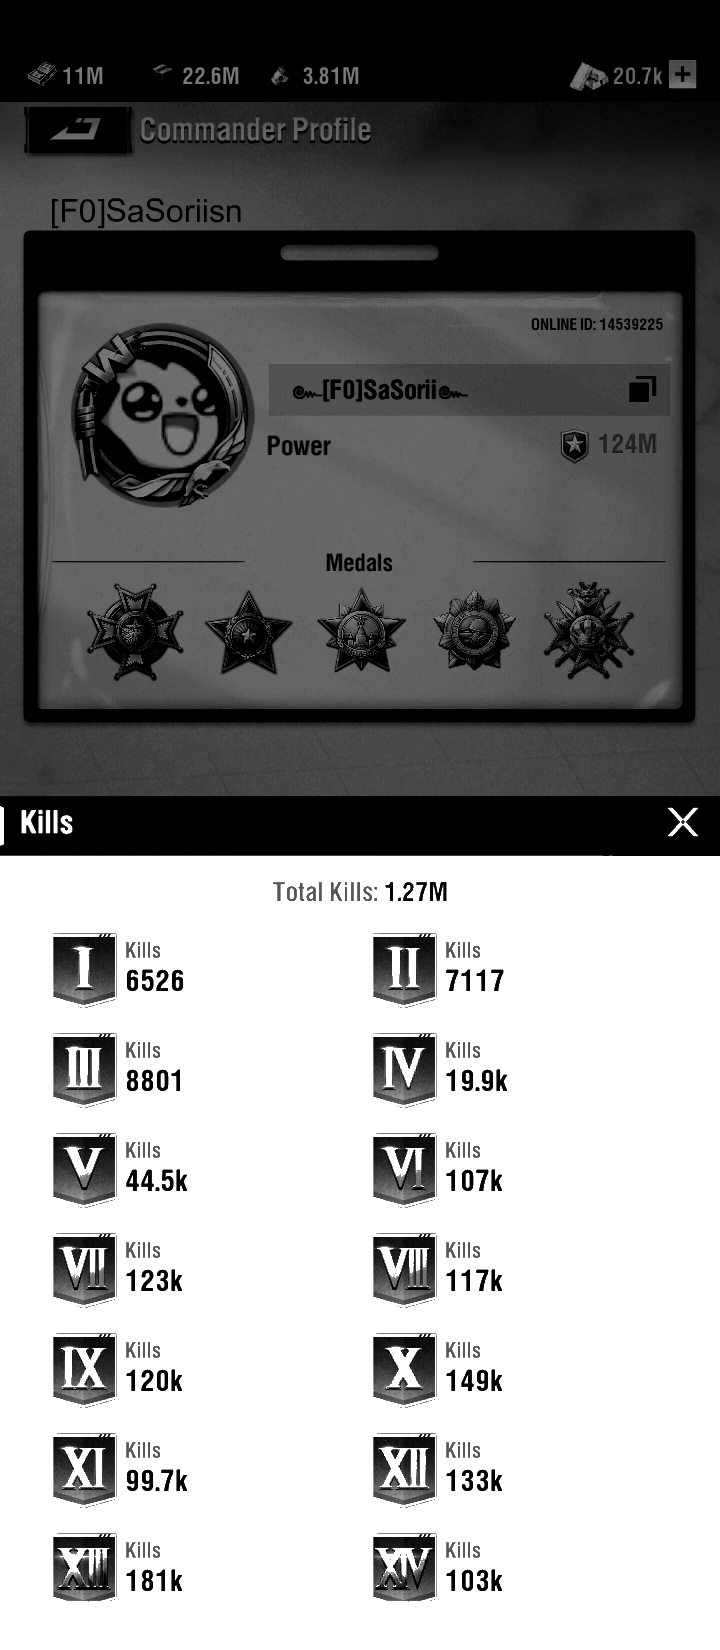 11M 22.6M 3.81M 20.7k
Commander Profile
[F0]SaSoriisn
ONLINE ID: 14539225
W
[F0]SaSorii
Power 124M
Medals
Kills
Total Kills: 1.27M
I Kills 6526
II Kills 7117
III Kills 8801
IV Kills 19.9k
V Kills 44.5k
VI Kills 107k
VII Kills 123k
VIII Kills 117k
IX Kills 120k
X Kills 149k
XI Kills 99.7k
XII Kills 133k
XIII Kills 181k
XIV Kills 103k